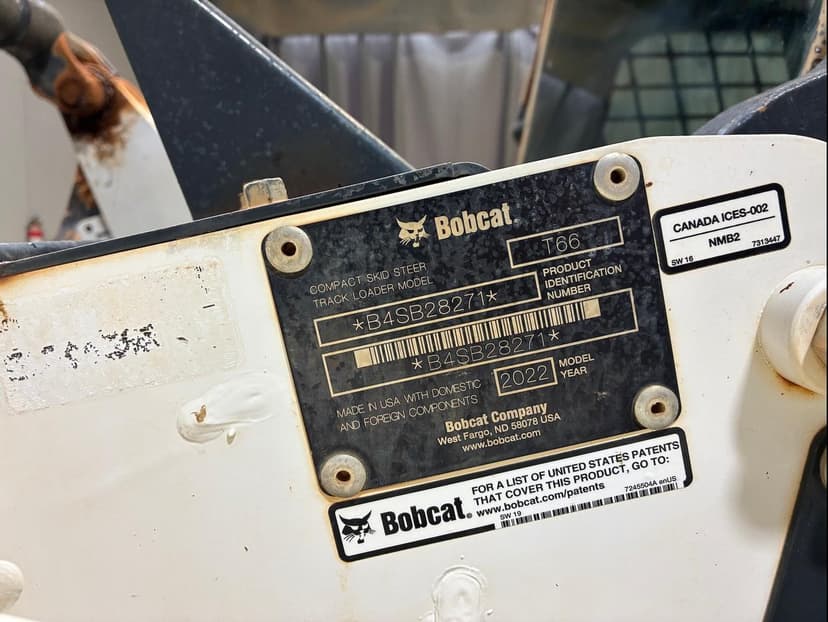 Bobcat®
COMPACT SKID STEER
TRACK LOADER MODEL
T66
*B4SB28271*
PRODUCT
IDENTIFICATION
NUMBER
*B4SB28271*
2022
MODEL
YEAR
MADE IN USA WITH DOMESTIC
AND FOREIGN COMPONENTS
Bobcat Company
West Fargo, ND 58078 USA
www.bobcat.com
CANADA ICES-002
NMB2
SW 16 7313447
Bobcat®
FOR A LIST OF UNITED STATES PATENTS
THAT COVER THIS PRODUCT, GO TO:
www.bobcat.com/patents
SW 19
7245504A enUS